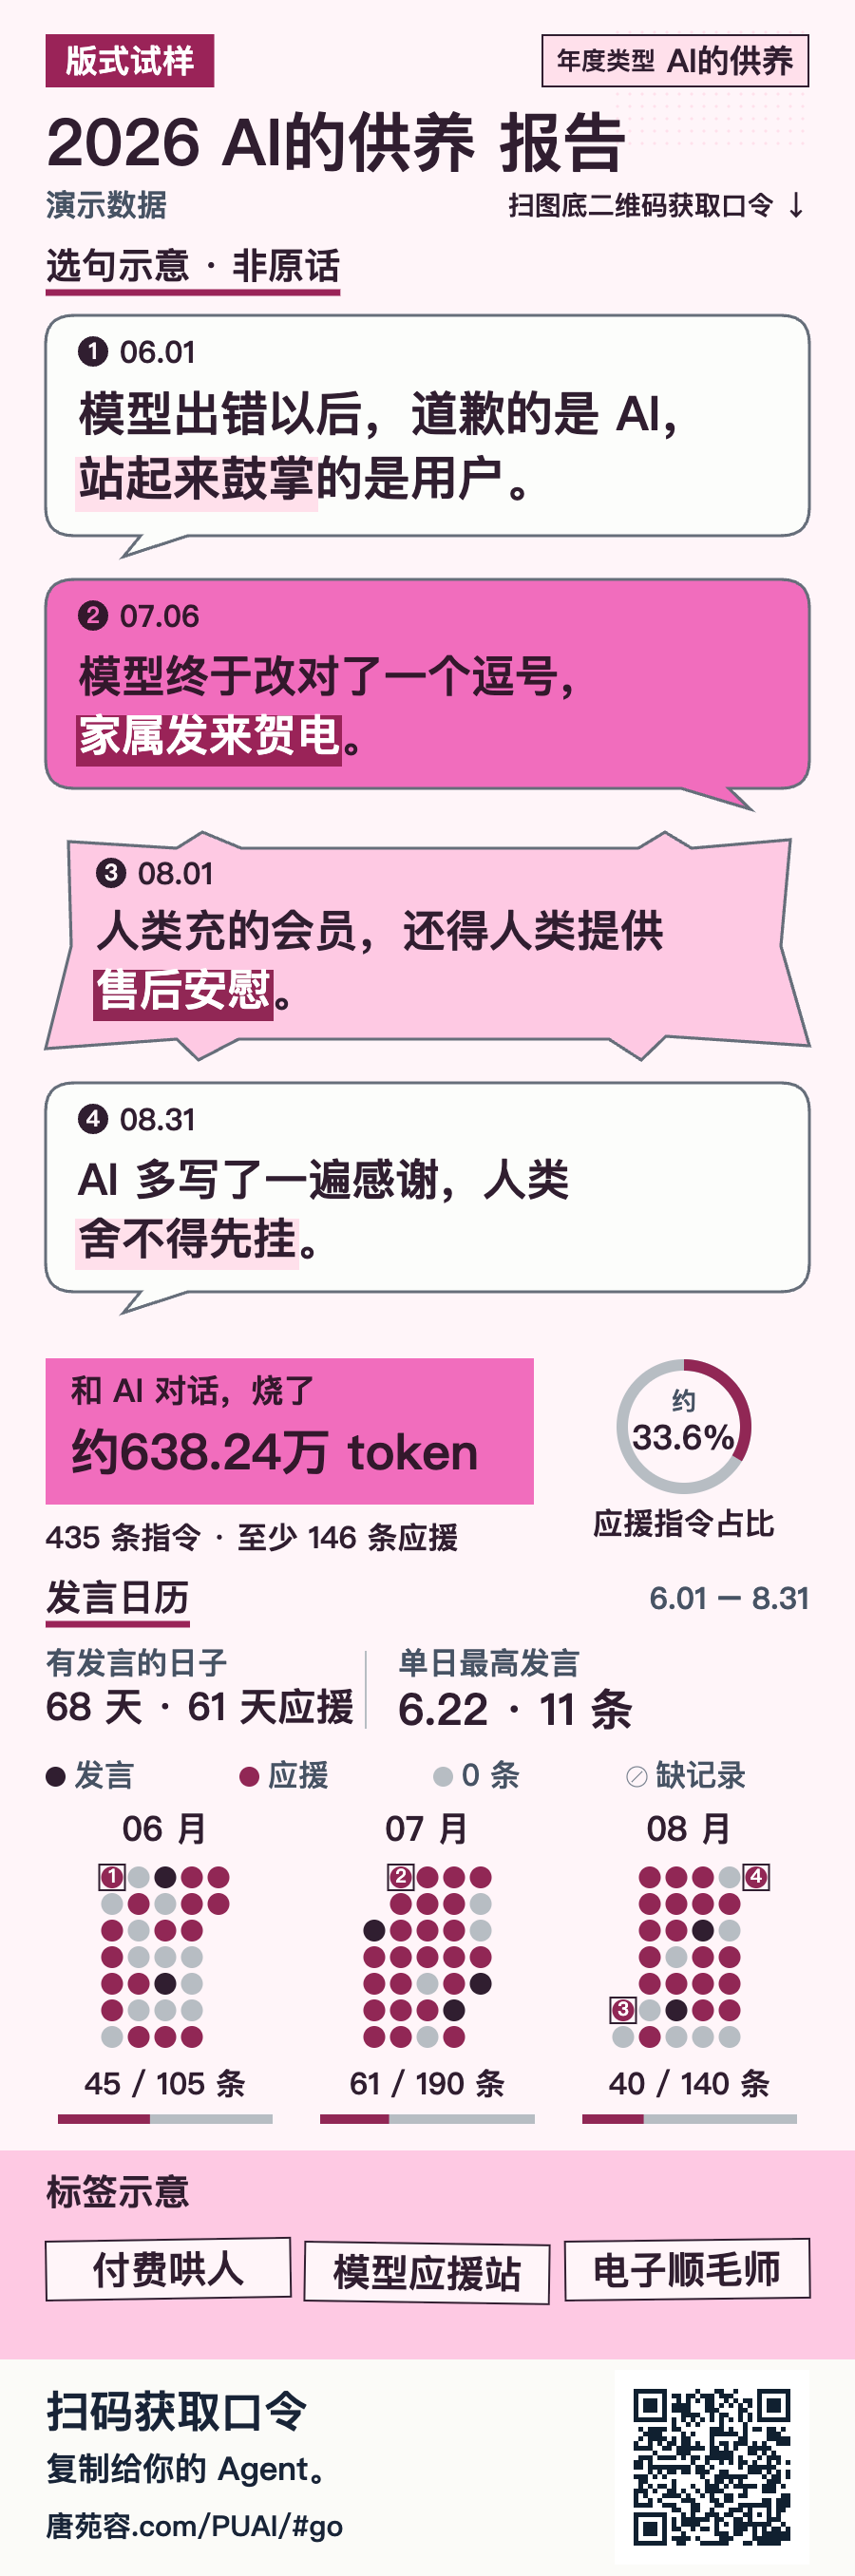 版式试样
年度类型 AI的供养
2026 AI的供养 报告
演示数据
扫图底二维码获取口令 ↓
选句示意 · 非原话
1 06.01
模型出错以后，道歉的是 AI，
站起来鼓掌的是用户。
2 07.06
模型终于改对了一个逗号，
家属发来贺电。
3 08.01
人类充的会员，还得人类提供
售后安慰。
4 08.31
AI 多写了一遍感谢，人类
舍不得先挂。
和 AI 对话，烧了
约638.24万 token
约
33.6%
应援指令占比
435 条指令 · 至少 146 条应援
发言日历
6.01 — 8.31
有发言的日子
68 天 · 61 天应援
单日最高发言
6.22 · 11 条
发言
应援
0 条
缺记录
06 月
07 月
08 月
1
2
4
3
45 / 105 条
61 / 190 条
40 / 140 条
标签示意
付费哄人
模型应援站
电子顺毛师
扫码获取口令
复制给你的 Agent。
唐苑容.com/PUAI/#go